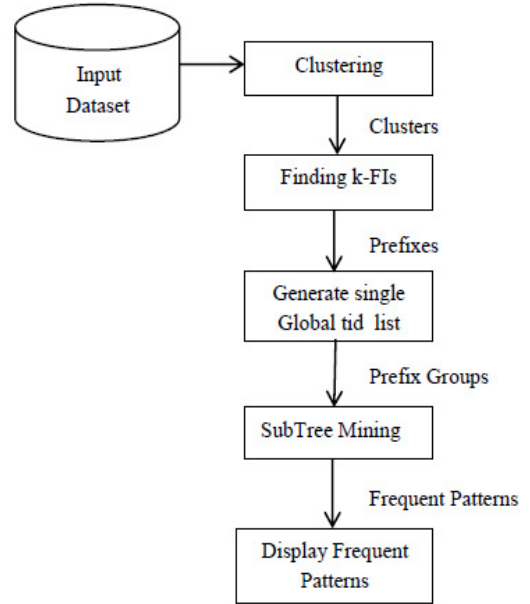 Input
Dataset
Clustering
Clusters
Finding k-FIs
Prefixes
Generate single
Global tid list
Prefix Groups
SubTree Mining
Frequent Patterns
Display Frequent
Patterns